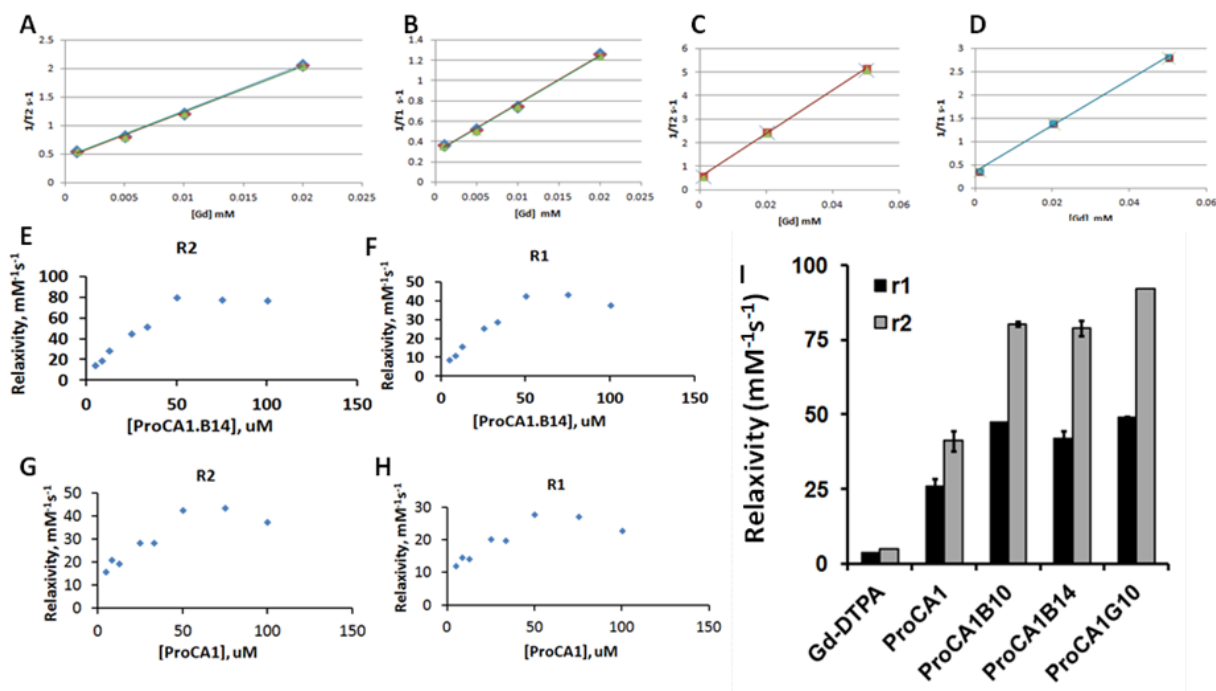 A
2.5
2
1.5
1
0.5
0
1/T2 s-1
0 0.005 0.01 0.015 0.02 0.025
[Gd] mM
B
1.4
1.2
1
0.8
0.6
0.4
0.2
0
1/T1 s-1
0 0.005 0.01 0.015 0.02 0.025
[Gd] mM
C
6
5
4
3
2
1
0
1/T2 s-1
0 0.02 0.04 0.06
[Gd] mM
D
3
2.5
2
1.5
1
0.5
0
1/T1 s-1
0 0.02 0.04 0.06
[Gd] mM
E
R2
100
80
60
40
20
0
Relaxivity, mM-1s-1
0 50 100 150
[ProCA1.B14], uM
F
R1
50
40
30
20
10
0
Relaxivity, mM-1s-1
0 50 100 150
[ProCA1.B14], uM
G
R2
50
40
30
20
10
0
Relaxivity, mM-1s-1
0 50 100 150
[ProCA1], uM
H
R1
30
20
10
0
Relaxivity, mM-1s-1
0 50 100 150
[ProCA1], uM
I
100
75
50
25
0
Relaxivity (mM-1s-1)
r1
r2
Gd-DTPA
ProCA1
ProCA1B10
ProCA1B14
ProCA1G10